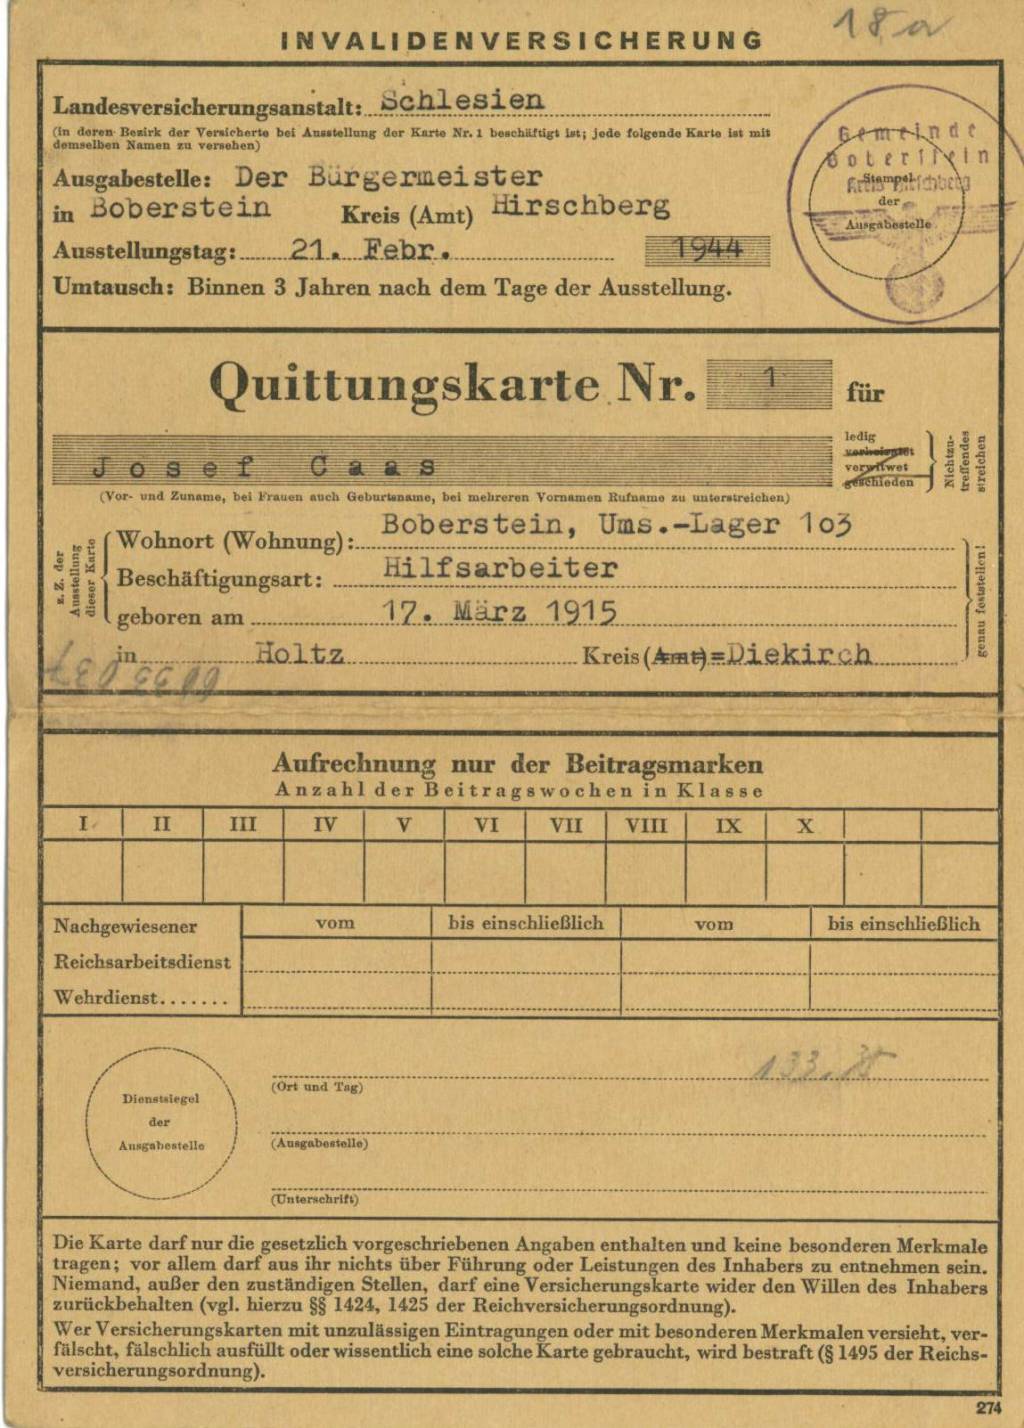 18a
INVALIDENVERSICHERUNG
Landesversicherungsanstalt: Schlesien
(in deren Bezirk der Versicherte bei Ausstellung der Karte Nr. 1 beschäftigt ist; jede folgende Karte ist mit
demselben Namen zu versehen)
Ausgabestelle: Der Bürgermeister
in Boberstein Kreis (Amt) Hirschberg
Ausstellungstag: 21. Febr. 1944
Umtausch: Binnen 3 Jahren nach dem Tage der Ausstellung.
Gemeinde
Boberstein
Kreis Hirschberg
Stempel
der
Ausgabestelle
Quittungskarte Nr. 1 für
Josef Caas
ledig
verheiratet
verwitwet
geschieden
Nichtzu-
treffendes
streichen
(Vor- und Zuname, bei Frauen auch Geburtsname, bei mehreren Vornamen Rufname zu unterstreichen)
z. Z. der
Ausstellung
dieser Karte
Wohnort (Wohnung): Boberstein, Ums.-Lager 103
Beschäftigungsart: Hilfsarbeiter
geboren am 17. März 1915
in Holtz Kreis (Amt)=Diekirch
genau feststellen!
Aufrechnung nur der Beitragsmarken
Anzahl der Beitragswochen in Klasse
I II III IV V VI VII VIII IX X
Nachgewiesener vom bis einschließlich vom bis einschließlich
Reichsarbeitsdienst
Wehrdienst.......
Dienstsiegel
der
Ausgabestelle
(Ort und Tag)
(Ausgabestelle)
(Unterschrift)
Die Karte darf nur die gesetzlich vorgeschriebenen Angaben enthalten und keine besonderen Merkmale
tragen; vor allem darf aus ihr nichts über Führung oder Leistungen des Inhabers zu entnehmen sein.
Niemand, außer den zuständigen Stellen, darf eine Versicherungskarte wider den Willen des Inhabers
zurückbehalten (vgl. hierzu §§ 1424, 1425 der Reichversicherungsordnung).
Wer Versicherungskarten mit unzulässigen Eintragungen oder mit besonderen Merkmalen versieht, ver-
fälscht, fälschlich ausfüllt oder wissentlich eine solche Karte gebraucht, wird bestraft (§ 1495 der Reichs-
versicherungsordnung).
274